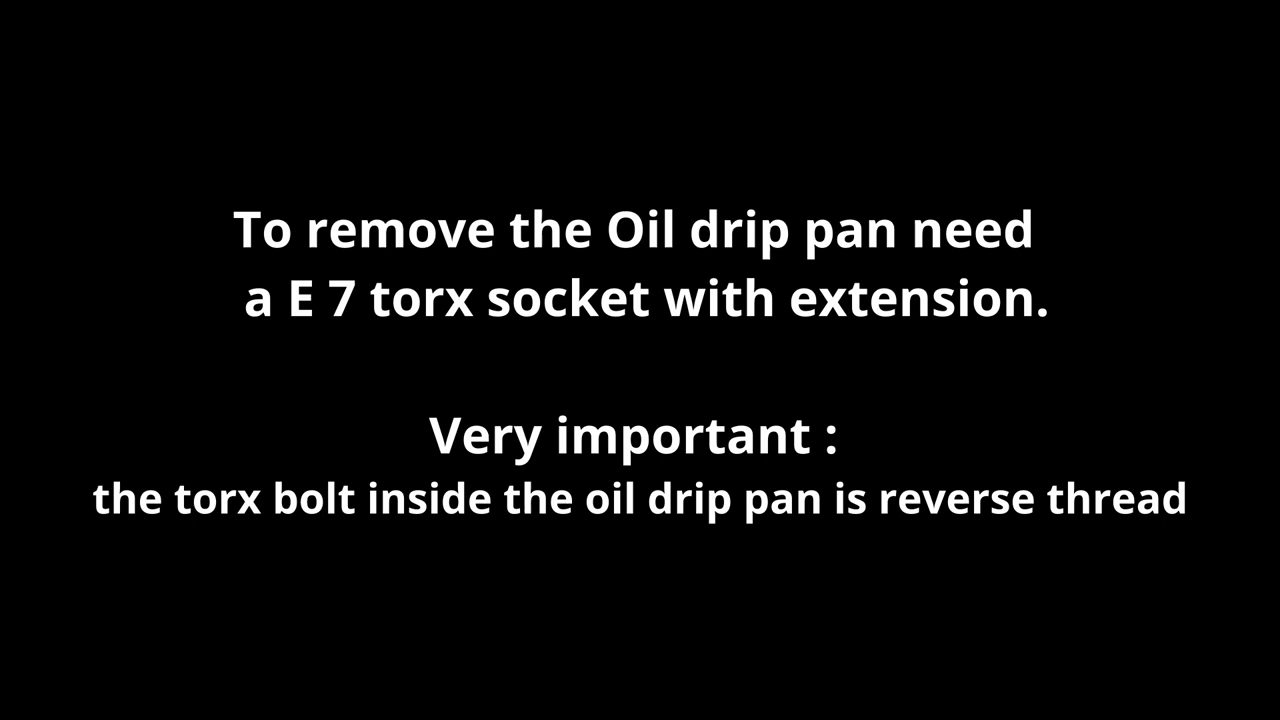 To remove the Oil drip pan need
a E 7 torx socket with extension.
Very important :
the torx bolt inside the oil drip pan is reverse thread